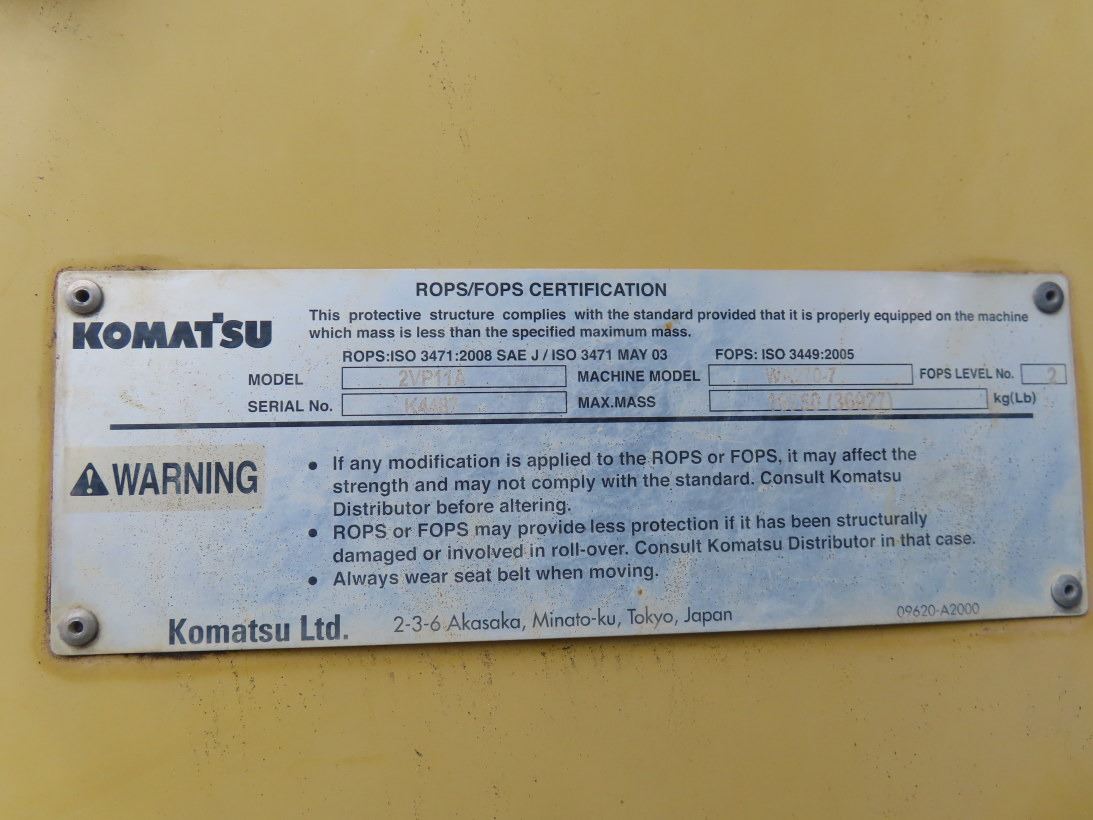 ROPS/FOPS CERTIFICATION
KOMATSU
This protective structure complies with the standard provided that it is properly equipped on the machine
which mass is less than the specified maximum mass.
ROPS:ISO 3471:2008 SAE J / ISO 3471 MAY 03 FOPS: ISO 3449:2005
MODEL 2VP11A MACHINE MODEL WA270-7 FOPS LEVEL No. 2
SERIAL No. MAX.MASS (36927) kg(Lb)
WARNING
• If any modification is applied to the ROPS or FOPS, it may affect the
strength and may not comply with the standard. Consult Komatsu
Distributor before altering.
• ROPS or FOPS may provide less protection if it has been structurally
damaged or involved in roll-over. Consult Komatsu Distributor in that case.
• Always wear seat belt when moving.
Komatsu Ltd. 2-3-6 Akasaka, Minato-ku, Tokyo, Japan 09620-A2000